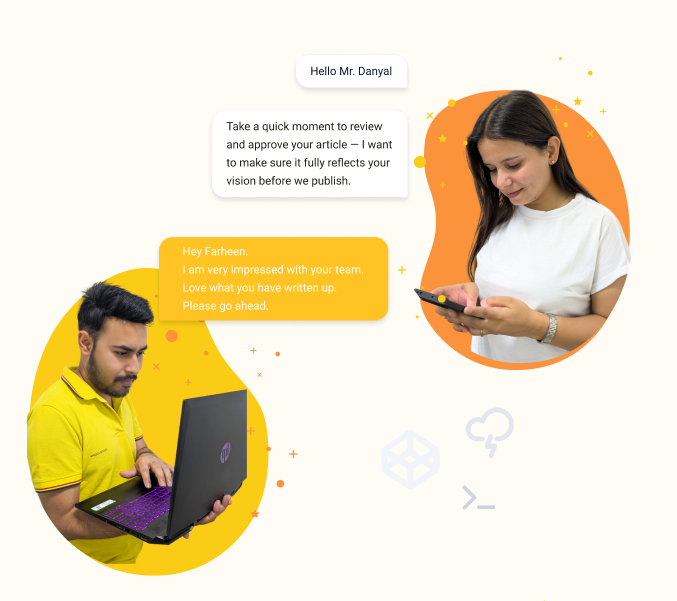 Hello Mr. Danyal
Take a quick moment to review
and approve your article — I want
to make sure it fully reflects your
vision before we publish.
Hey Farheen.
I am very impressed with your team.
Love what you have written up.
Please go ahead.
hp